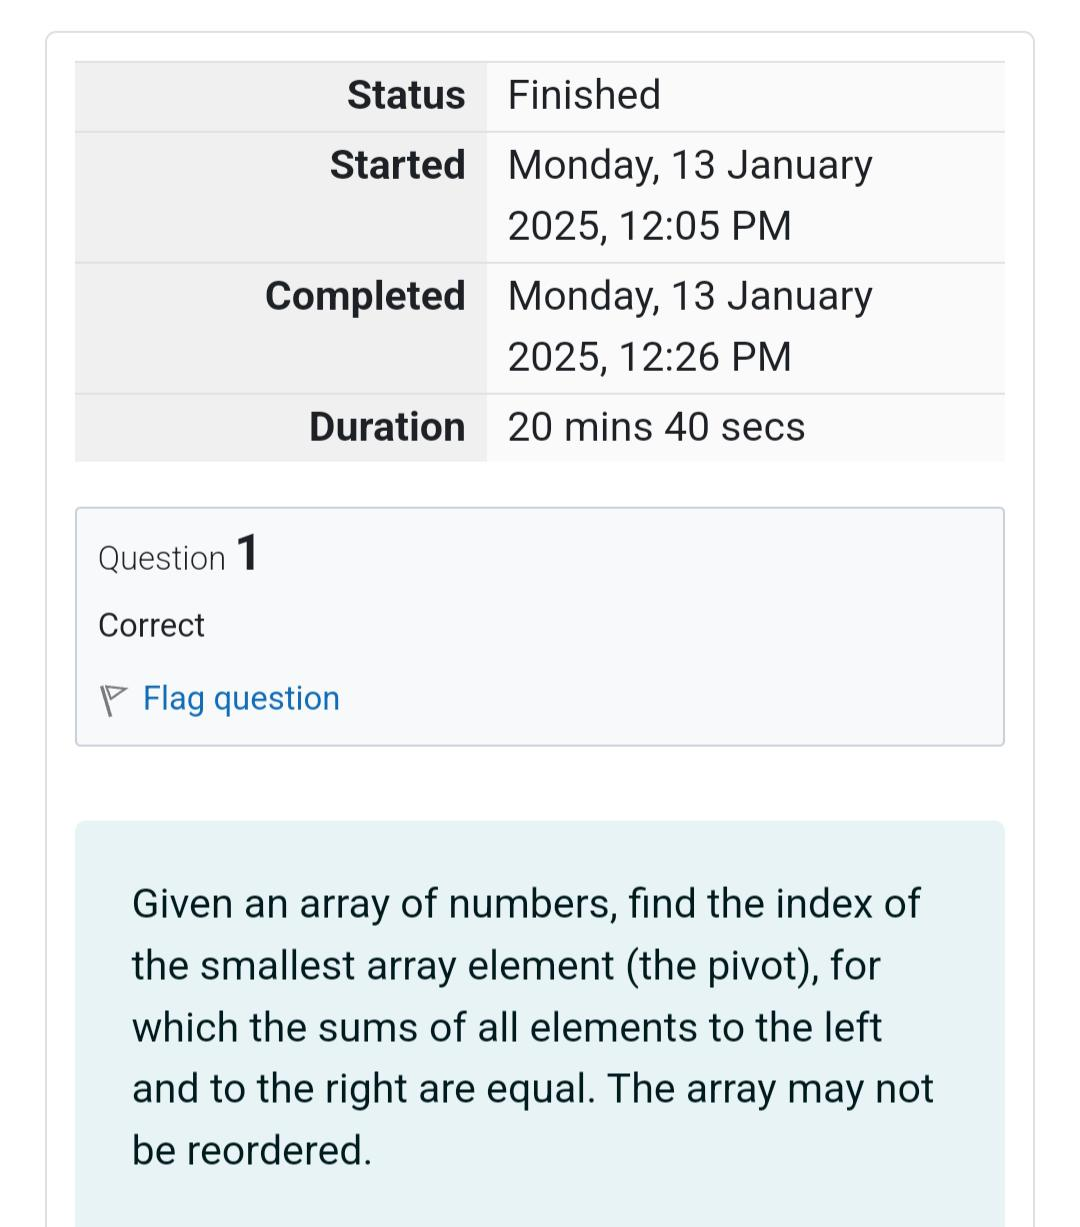 Status Finished
Started Monday, 13 January
2025, 12:05 PM
Completed Monday, 13 January
2025, 12:26 PM
Duration 20 mins 40 secs
Question 1
Correct
Flag question
Given an array of numbers, find the index of
the smallest array element (the pivot), for
which the sums of all elements to the left
and to the right are equal. The array may not
be reordered.